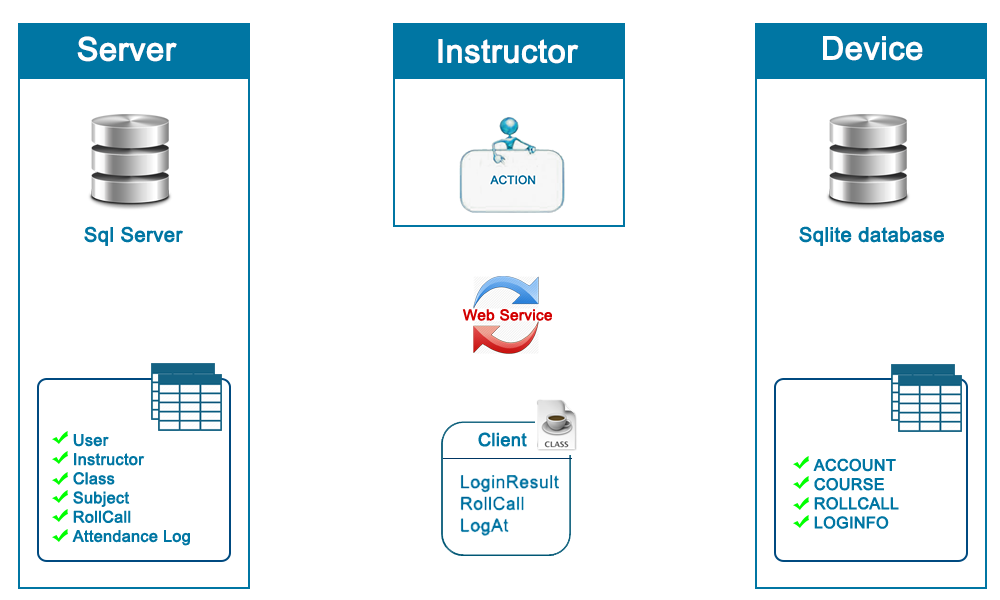 Server
Sql Server
User
Instructor
Class
Subject
RollCall
Attendance Log
Instructor
ACTION
Web Service
Client
CLASS
LoginResult
RollCall
LogAt
Device
Sqlite database
ACCOUNT
COURSE
ROLLCALL
LOGINFO